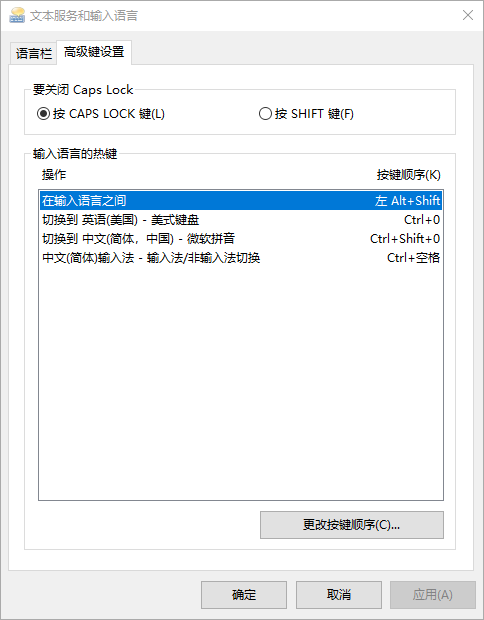 文本服务和输入语言
语言栏 高级键设置
要关闭 Caps Lock
按 CAPS LOCK 键(L) 按 SHIFT 键(F)
输入语言的热键
操作 按键顺序(K)
在输入语言之间 左 Alt+Shift
切换到 英语(美国) - 美式键盘 Ctrl+0
切换到 中文(简体，中国) - 微软拼音 Ctrl+Shift+0
中文(简体)输入法 - 输入法/非输入法切换 Ctrl+空格
更改按键顺序(C)...
确定 取消 应用(A)